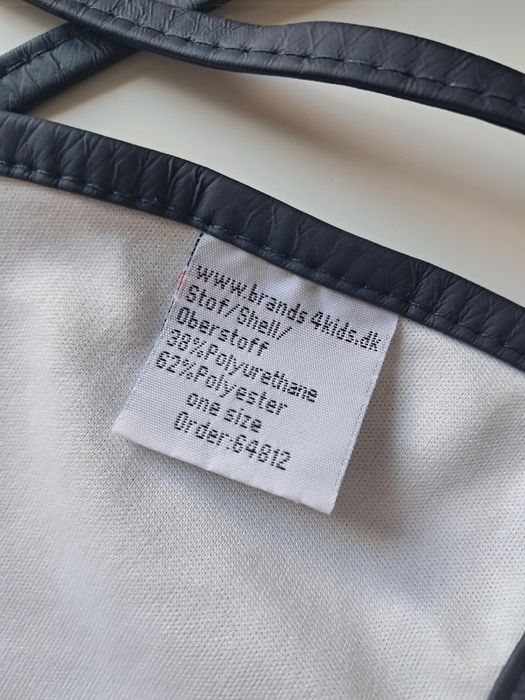 www.brands4kids.dk
Stof/Shell/
Oberstoff
38%Polyurethane
62%Polyester
one size
Order:64812